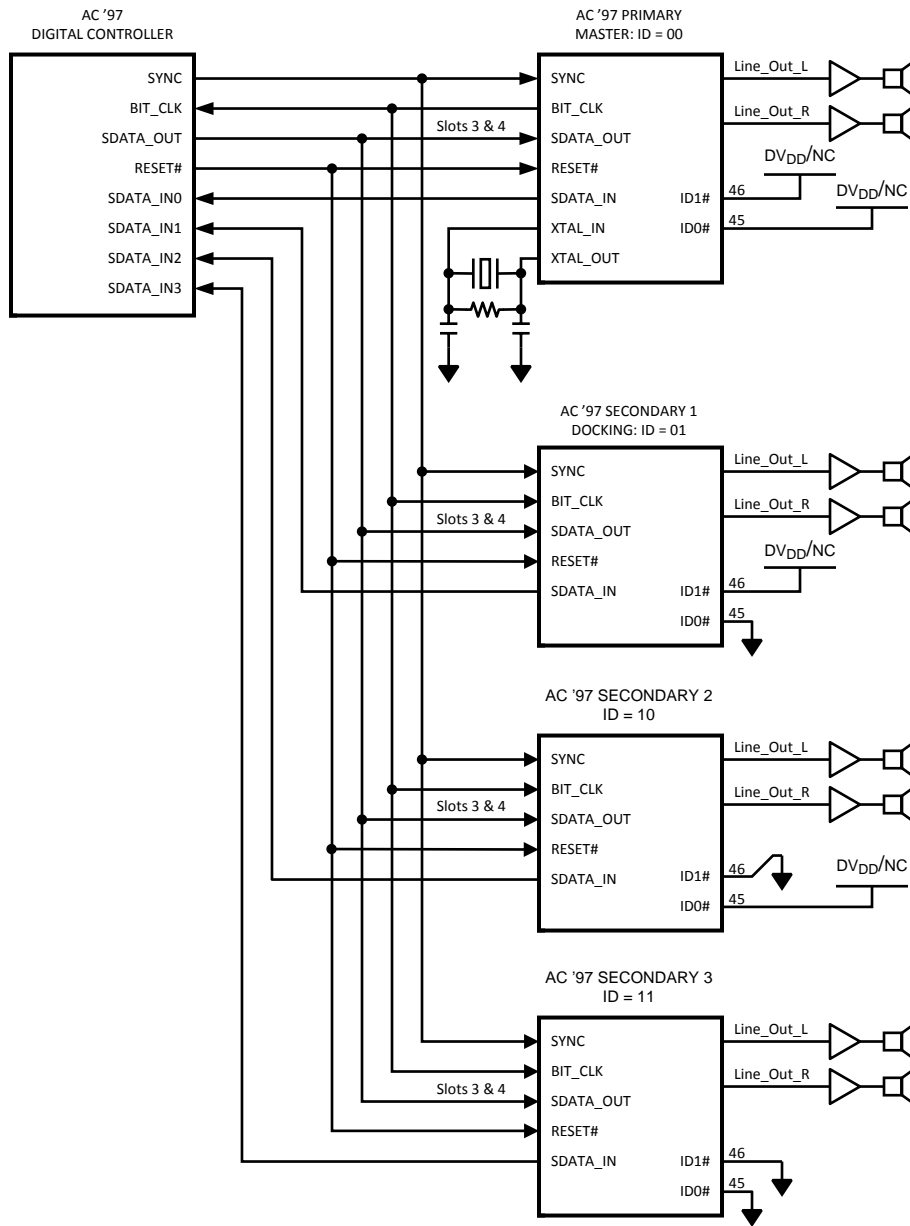 AC '97
DIGITAL CONTROLLER
SYNC
BIT_CLK
SDATA_OUT
RESET#
SDATA_IN0
SDATA_IN1
SDATA_IN2
SDATA_IN3
AC '97 PRIMARY
MASTER: ID = 00
SYNC
BIT_CLK
Slots 3 & 4
SDATA_OUT
RESET#
SDATA_IN
XTAL_IN
XTAL_OUT
Line_Out_L
Line_Out_R
DVDD/NC
DVDD/NC
ID1# 46
ID0# 45
AC '97 SECONDARY 1
DOCKING: ID = 01
SYNC
BIT_CLK
Slots 3 & 4
SDATA_OUT
RESET#
SDATA_IN
Line_Out_L
Line_Out_R
DVDD/NC
ID1# 46
ID0# 45
AC '97 SECONDARY 2
ID = 10
SYNC
BIT_CLK
Slots 3 & 4
SDATA_OUT
RESET#
SDATA_IN
Line_Out_L
Line_Out_R
ID1# 46
DVDD/NC
ID0# 45
AC '97 SECONDARY 3
ID = 11
SYNC
BIT_CLK
Slots 3 & 4
SDATA_OUT
RESET#
SDATA_IN
Line_Out_L
Line_Out_R
ID1# 46
ID0# 45